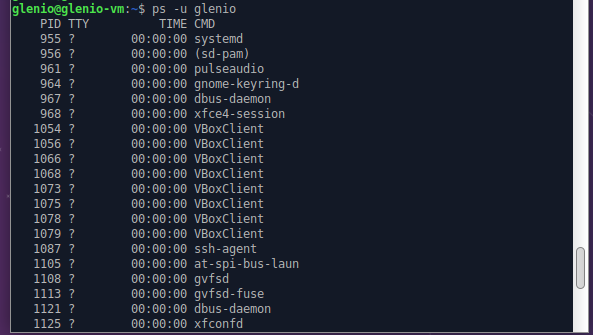 glenio@glenio-vm:~$ ps -u glenio
PID TTY TIME CMD
955 ? 00:00:00 systemd
956 ? 00:00:00 (sd-pam)
961 ? 00:00:00 pulseaudio
964 ? 00:00:00 gnome-keyring-d
967 ? 00:00:00 dbus-daemon
968 ? 00:00:00 xfce4-session
1054 ? 00:00:00 VBoxClient
1056 ? 00:00:00 VBoxClient
1066 ? 00:00:00 VBoxClient
1068 ? 00:00:00 VBoxClient
1073 ? 00:00:00 VBoxClient
1075 ? 00:00:00 VBoxClient
1078 ? 00:00:00 VBoxClient
1079 ? 00:00:00 VBoxClient
1087 ? 00:00:00 ssh-agent
1105 ? 00:00:00 at-spi-bus-laun
1108 ? 00:00:00 gvfsd
1113 ? 00:00:00 gvfsd-fuse
1121 ? 00:00:00 dbus-daemon
1125 ? 00:00:00 xfconfd